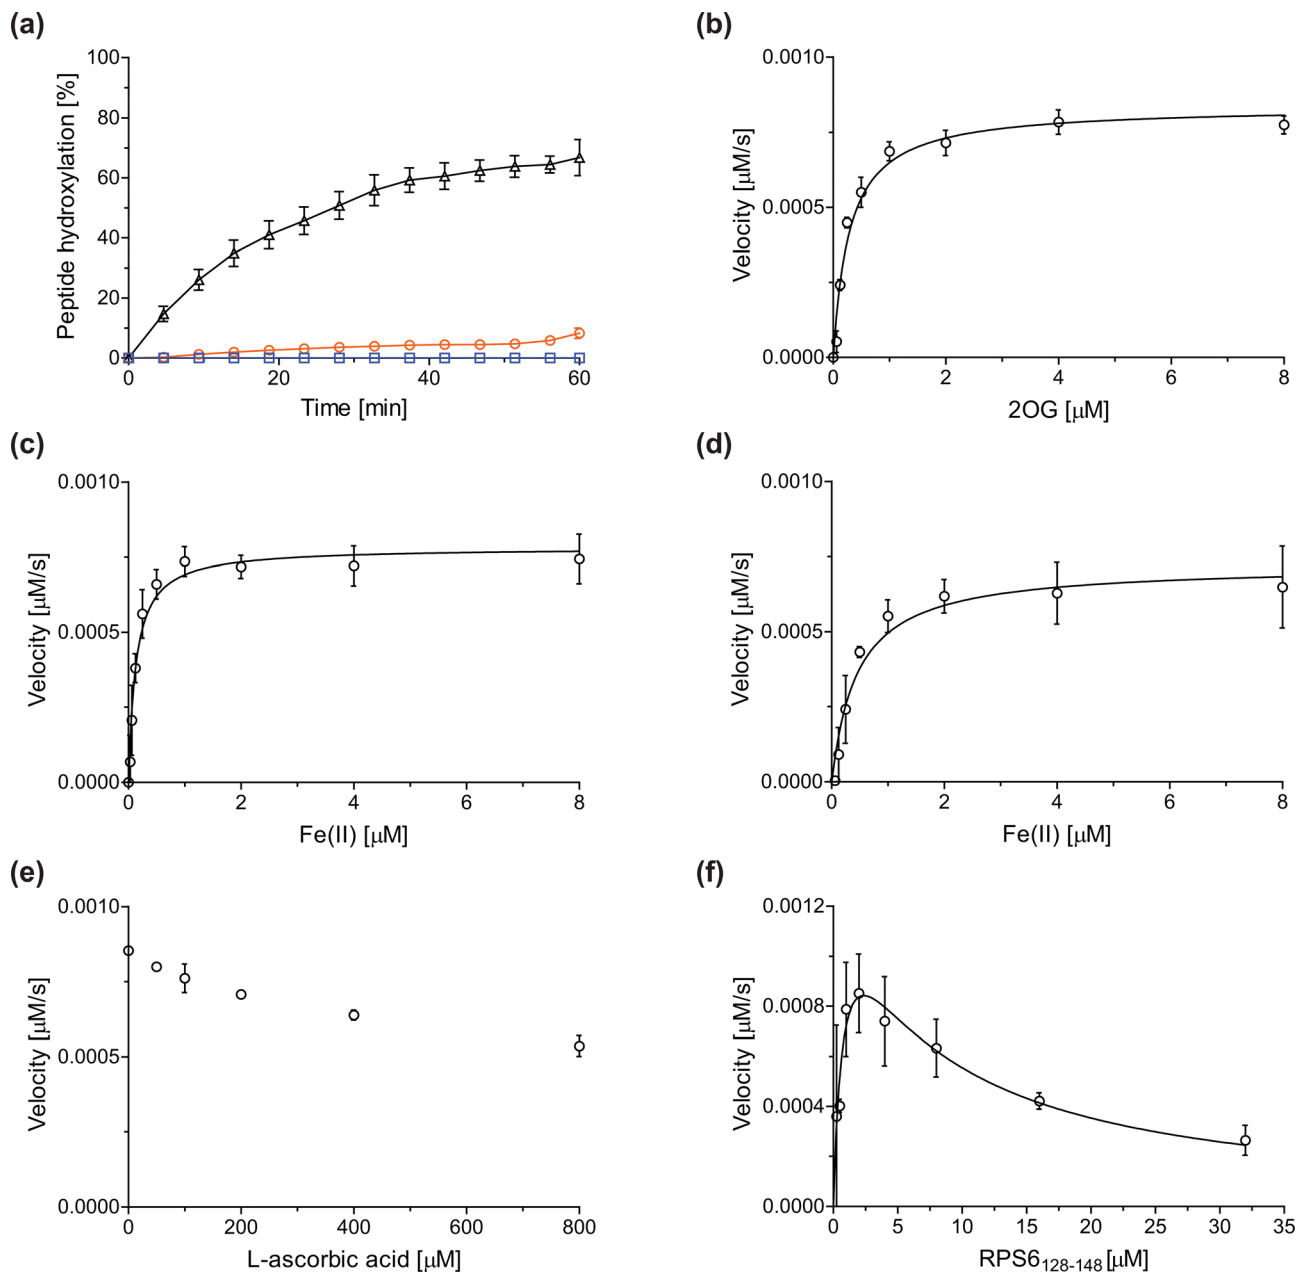 (a)
Peptide hydroxylation [%]
100
80
60
40
20
0
0 20 40 60
Time [min]
(b)
Velocity [µM/s]
0.0010
0.0005
0.0000
0 2 4 6 8
2OG [µM]
(c)
Velocity [µM/s]
0.0010
0.0005
0.0000
0 2 4 6 8
Fe(II) [µM]
(d)
Velocity [µM/s]
0.0010
0.0005
0.0000
0 2 4 6 8
Fe(II) [µM]
(e)
Velocity [µM/s]
0.0010
0.0005
0.0000
0 200 400 600 800
L-ascorbic acid [µM]
(f)
Velocity [µM/s]
0.0012
0.0008
0.0004
0.0000
0 5 10 15 20 25 30 35
RPS6₁₂₈₋₁₄₈ [µM]